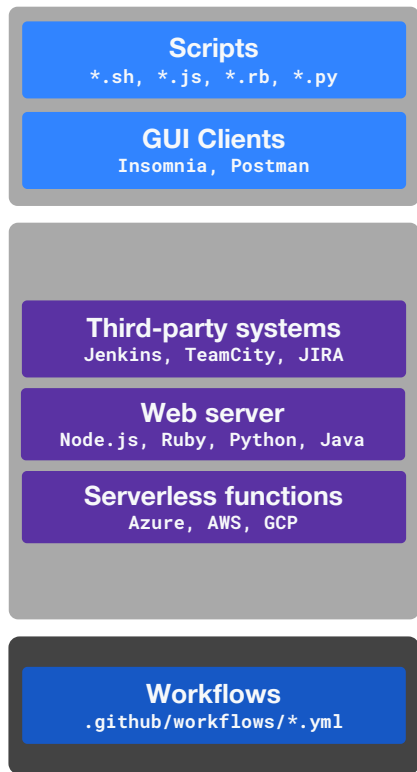 Scripts
*.sh, *.js, *.rb, *.py
GUI Clients
Insomnia, Postman
Third-party systems
Jenkins, TeamCity, JIRA
Web server
Node.js, Ruby, Python, Java
Serverless functions
Azure, AWS, GCP
Workflows
.github/workflows/*.yml